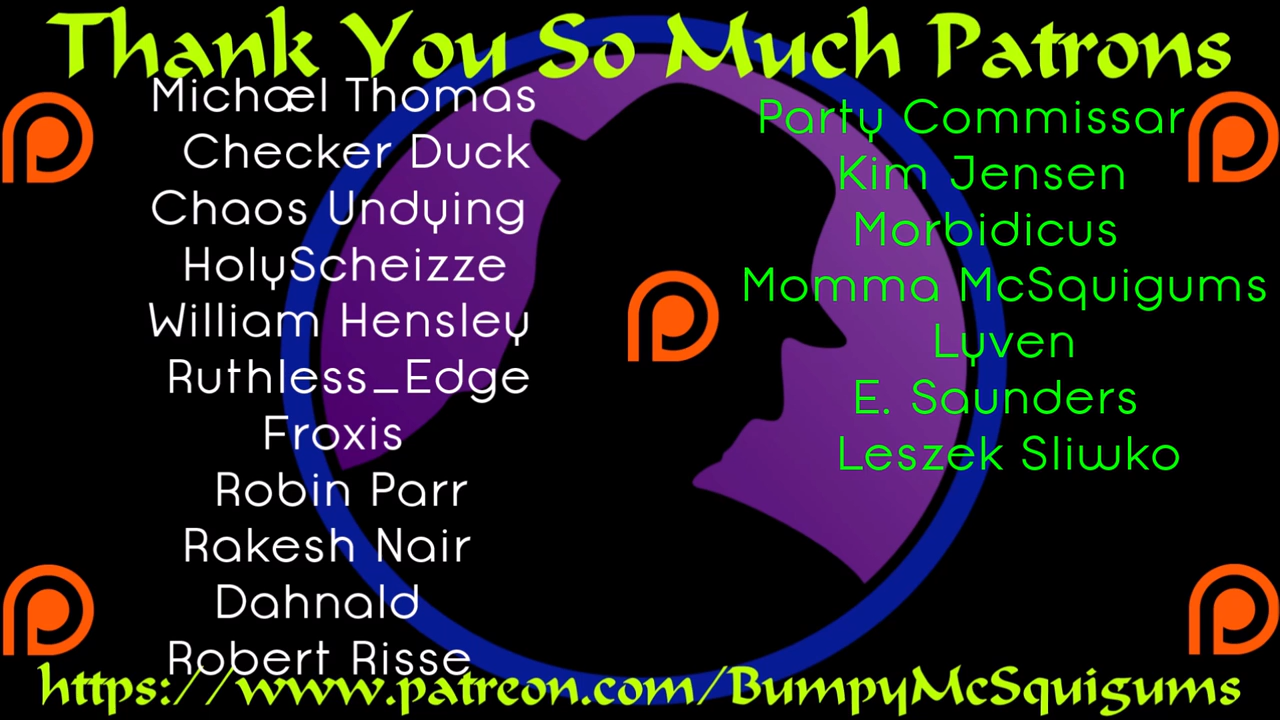 Thank You So Much Patrons
Michæl Thomas
Checker Duck
Chaos Undying
HolyScheizze
William Hensley
Ruthless_Edge
Froxis
Robin Parr
Rakesh Nair
Dahnald
Robert Risse
Party Commissar
Kim Jensen
Morbidicus
Momma McSquigums
Lyven
E. Saunders
Leszek Sliwko
https://www.patreon.com/BumpyMcSquigums